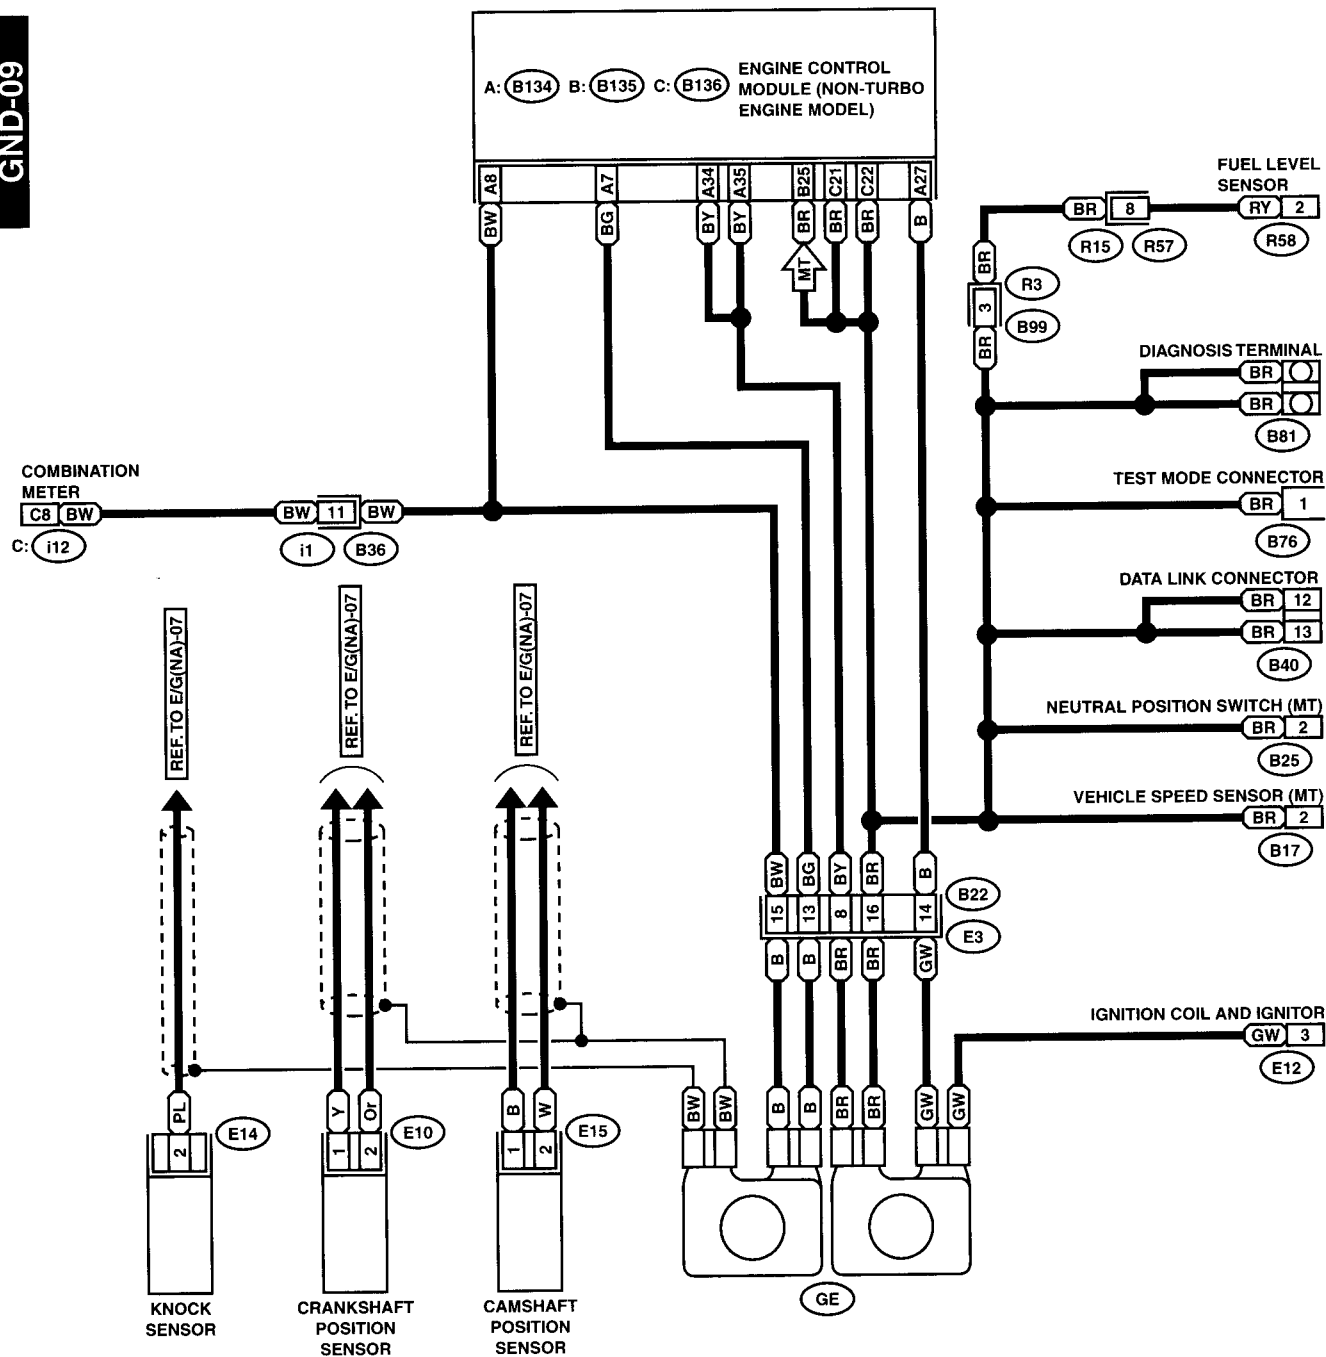 GND-09
A: B134 B: B135 C: B136
ENGINE CONTROL
MODULE (NON-TURBO
ENGINE MODEL)
A8 A7 A34 A35 B25 C21 C22 A27
BW BG BY BY BR BR BR B
MT
FUEL LEVEL
SENSOR
BR 8 RY 2
R15 R57 R58
BR
R3
3
B99
BR
DIAGNOSIS TERMINAL
BR
BR
B81
TEST MODE CONNECTOR
BR 1
B76
DATA LINK CONNECTOR
BR 12
BR 13
B40
NEUTRAL POSITION SWITCH (MT)
BR 2
B25
VEHICLE SPEED SENSOR (MT)
BR 2
B17
COMBINATION
METER
C8 BW BW 11 BW
C: i12 i1 B36
REF. TO E/G(NA)-07
REF. TO E/G(NA)-07
REF. TO E/G(NA)-07
BW BG BY BR B
B22
15 13 8 16 14
E3
B B BR BR GW
IGNITION COIL AND IGNITOR
GW 3
E12
PL Y Or B W
BW BW B B BR BR GW GW
2 E14 1 2 E10 1 2 E15
GE
KNOCK
SENSOR
CRANKSHAFT
POSITION
SENSOR
CAMSHAFT
POSITION
SENSOR